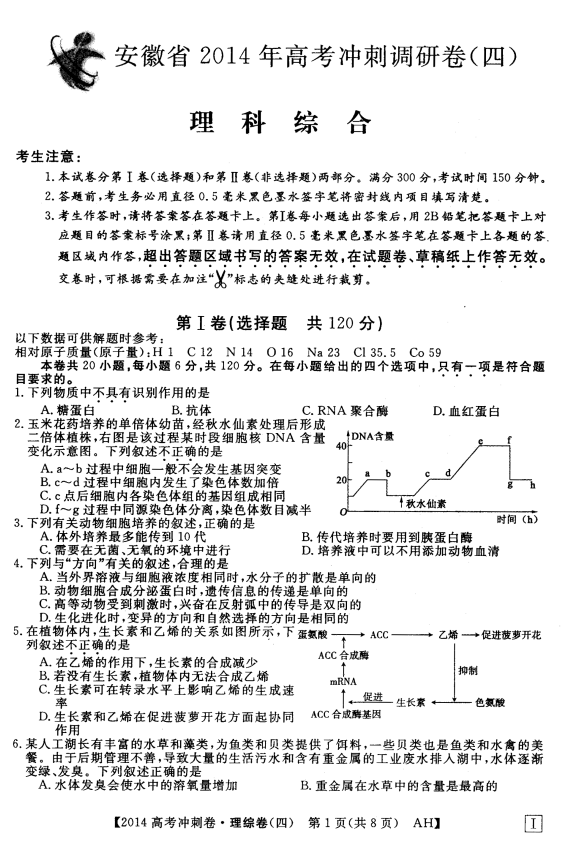 安徽省 2014 年高考冲刺调研卷(四)
理 科 综 合
考生注意:
1.本试卷分第Ⅰ卷(选择题)和第Ⅱ卷(非选择题)两部分。满分300分,考试时间150分钟。
2.答题前,考生务必用直径0.5毫米黑色墨水签字笔将密封线内项目填写清楚。
3.考生作答时,请将答案答在答题卡上。第Ⅰ卷每小题选出答案后,用2B铅笔把答题卡上对
应题目的答案标号涂黑;第Ⅱ卷请用直径0.5毫米黑色墨水签字笔在答题卡上各题的答
题区域内作答,超出答题区域书写的答案无效,在试题卷、草稿纸上作答无效。
交卷时,可根据需要在加注“ ”标志的夹缝处进行裁剪。
第Ⅰ卷(选择题 共120分)
以下数据可供解题时参考:
相对原子质量(原子量):H 1 C 12 N 14 O 16 Na 23 Cl 35.5 Co 59
本卷共20小题,每小题6分,共120分。在每小题给出的四个选项中,只有一项是符合题
目要求的。
1.下列物质中不具有识别作用的是
A.糖蛋白 B.抗体 C.RNA聚合酶 D.血红蛋白
2.玉米花药培养的单倍体幼苗,经秋水仙素处理后形成
二倍体植株,右图是该过程某时段细胞核DNA含量
变化示意图。下列叙述不正确的是
A.a～b过程中细胞一般不会发生基因突变
B.c～d过程中细胞内发生了染色体数加倍
C.e点后细胞内各染色体组的基因组成相同
D.f～g过程中同源染色体分离,染色体数目减半
DNA含量
40
20
0
a b c d e f g h
秋水仙素
时间(h)
3.下列有关动物细胞培养的叙述,正确的是
A.体外培养最多能传到10代 B.传代培养时要用到胰蛋白酶
C.需要在无菌、无氧的环境中进行 D.培养液中可以不用添加动物血清
4.下列与“方向”有关的叙述,合理的是
A.当外界溶液与细胞液浓度相同时,水分子的扩散是单向的
B.动物细胞合成分泌蛋白时,遗传信息的传递是单向的
C.高等动物受到刺激时,兴奋在反射弧中的传导是双向的
D.生化进化时,变异的方向和自然选择的方向是相同的
5.在植物体内,生长素和乙烯的关系如图所示,下
列叙述不正确的是
A.在乙烯的作用下,生长素的合成减少
B.若没有生长素,植物体内无法合成乙烯
C.生长素可在转录水平上影响乙烯的生成速
率
D.生长素和乙烯在促进菠萝开花方面起协同
作用
蛋氨酸 ACC 乙烯 促进菠萝开花
ACC合成酶
抑制
mRNA
促进 生长素 色氨酸
ACC合成酶基因
6.某人工湖长有丰富的水草和藻类,为鱼类和贝类提供了饵料,一些贝类也是鱼类和水禽的美
餐。由于后期管理不善,导致大量的生活污水和含有重金属的工业废水排入湖中,水体逐渐
变绿、发臭。下列叙述正确的是
A.水体发臭会使水中的溶氧量增加 B.重金属在水草中的含量是最高的
【2014高考冲刺卷·理综卷(四) 第1页(共8页) AH】
Ⅰ